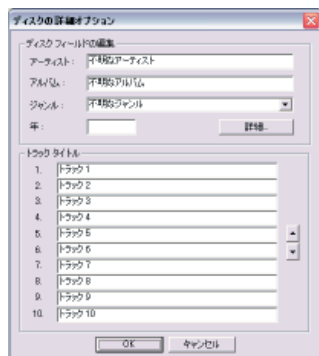 ディスクの詳細オプション
ディスク フィールドの編集
アーティスト: 不明なアーティスト
アルバム: 不明なアルバム
ジャンル: 不明なジャンル
年: 詳細...
トラック タイトル
1. トラック 1
2. トラック 2
3. トラック 3
4. トラック 4
5. トラック 5
6. トラック 6
7. トラック 7
8. トラック 8
9. トラック 9
10. トラック 10
OK キャンセル